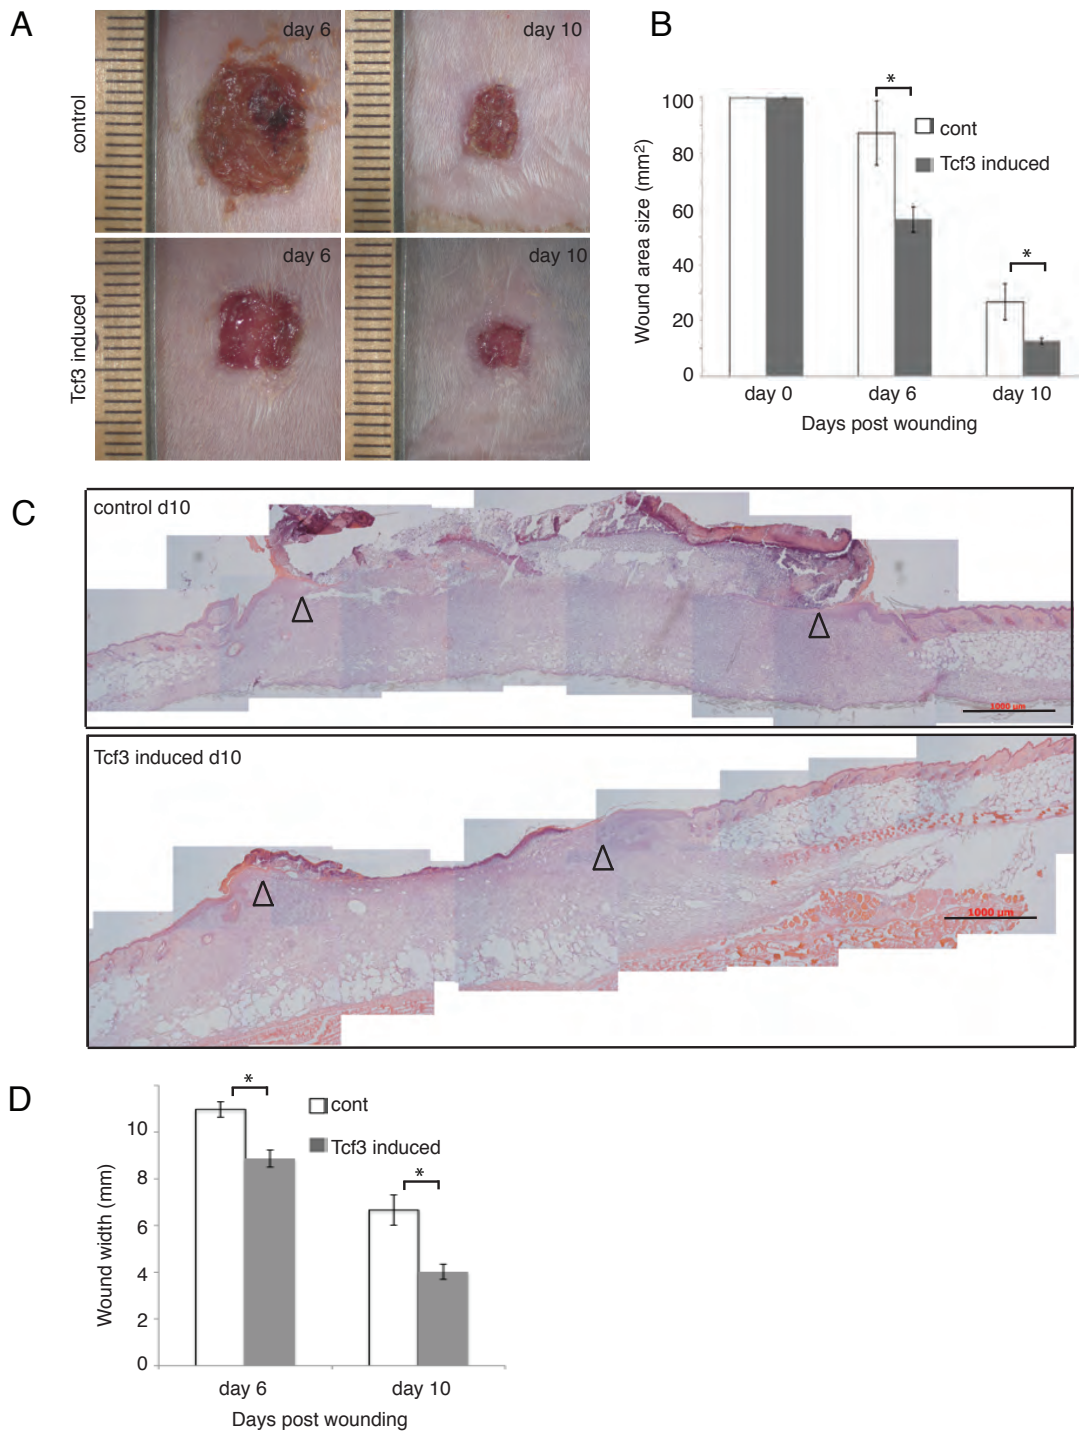 A
day 6
day 10
control
day 6
day 10
Tcf3 induced
B
*
*
cont
Tcf3 induced
100
80
60
40
20
0
Wound area size (mm²)
day 0
day 6
day 10
Days post wounding
C
control d10
1000 µm
Tcf3 induced d10
1000 µm
D
*
*
cont
Tcf3 induced
10
8
6
4
2
0
Wound width (mm)
day 6
day 10
Days post wounding